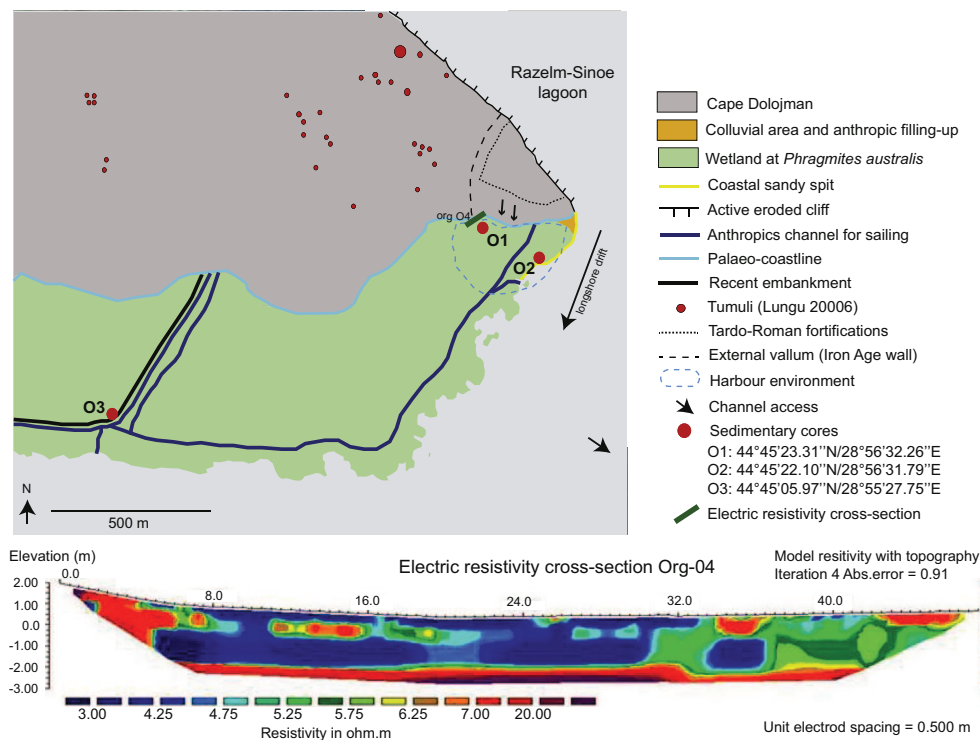 Razelm-Sinoe
lagoon
org O4
O1
O2
longshore drift
O3
N
500 m
Cape Dolojman
Colluvial area and anthropic filling-up
Wetland at Phragmites australis
Coastal sandy spit
Active eroded cliff
Anthropics channel for sailing
Palaeo-coastline
Recent embankment
Tumuli (Lungu 20006)
Tardo-Roman fortifications
External vallum (Iron Age wall)
Harbour environment
Channel access
Sedimentary cores
O1: 44°45'23.31''N/28°56'32.26''E
O2: 44°45'22.10''N/28°56'31.79''E
O3: 44°45'05.97''N/28°55'27.75''E
Electric resistivity cross-section
Elevation (m)
Electric resistivity cross-section Org-04
Model resitivity with topography
Iteration 4 Abs.error = 0.91
2.00
1.00
0.0
-1.00
-2.00
-3.00
0.0 8.0 16.0 24.0 32.0 40.0
3.00 4.25 4.75 5.25 5.75 6.25 7.00 20.00
Resistivity in ohm.m
Unit electrod spacing = 0.500 m